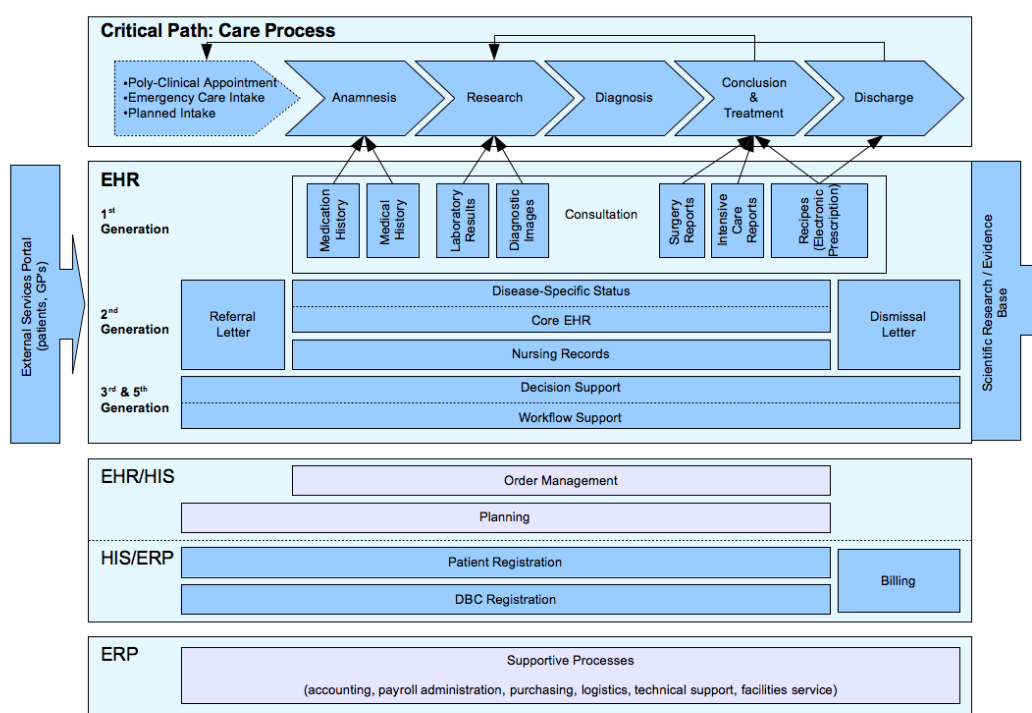 Critical Path: Care Process
•Poly-Clinical Appointment
•Emergency Care Intake
•Planned Intake
Anamnesis
Research
Diagnosis
Conclusion
&
Treatment
Discharge
External Services Portal
(patients, GP's)
EHR
1st
Generation
Medication
History
Medical
History
Laboratory
Results
Diagnostic
Images
Consultation
Surgery
Reports
Intensive
Care
Reports
Recipes
(Electronic
Prescription)
2nd
Generation
Referral
Letter
Disease-Specific Status
Core EHR
Nursing Records
Dismissal
Letter
3rd & 5th
Generation
Decision Support
Workflow Support
Scientific Research / Evidence
Base
EHR/HIS
Order Management
Planning
HIS/ERP
Patient Registration
DBC Registration
Billing
ERP
Supportive Processes
(accounting, payroll administration, purchasing, logistics, technical support, facilities service)